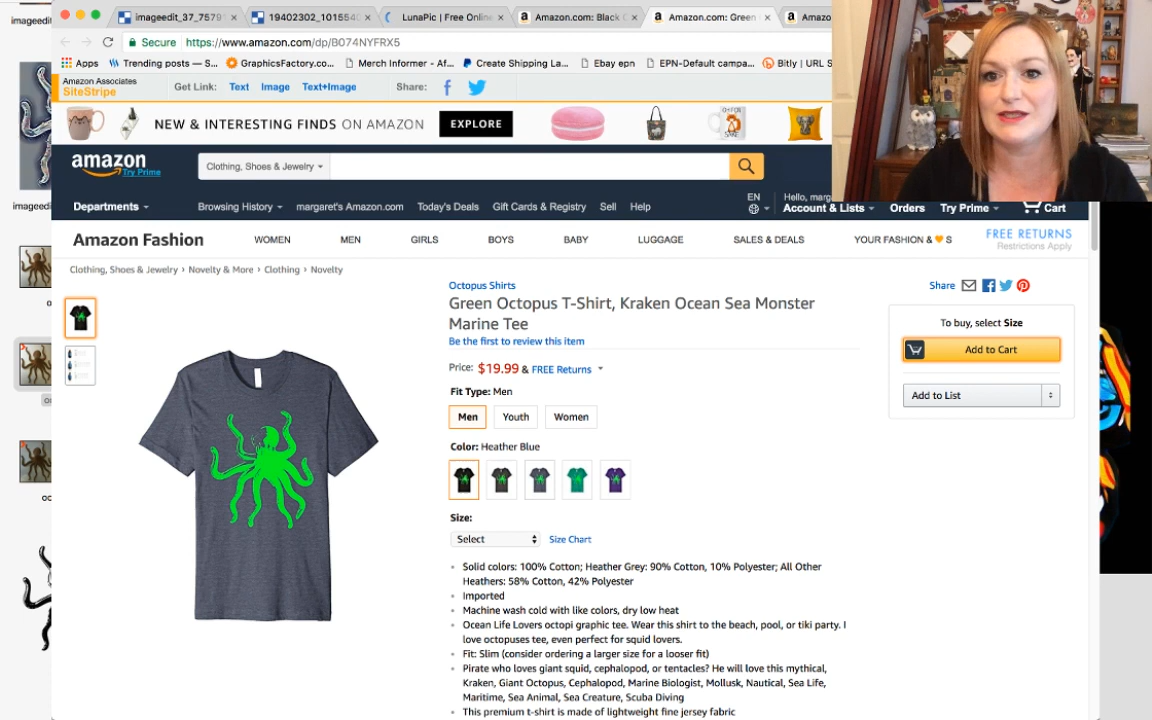 imageedit_37_7579
19402302_1015540
LunaPic | Free Online
Amazon.com: Black
Amazon.com: Green
Amazo
Secure
https://www.amazon.com/dp/B074NYFRX5
Apps
Trending posts — S...
GraphicsFactory.co...
Merch Informer - Af...
Create Shipping La...
Ebay epn
EPN-Default campa...
Bitly | URL S
Amazon Associates
SiteStripe
Get Link:
Text
Image
Text+Image
Share:
NEW & INTERESTING FINDS ON AMAZON
EXPLORE
amazon
Try Prime
Clothing, Shoes & Jewelry
Departments
Browsing History
margaret's Amazon.com
Today's Deals
Gift Cards & Registry
Sell
Help
EN
Hello, marg
Account & Lists
Orders
Try Prime
Cart
Amazon Fashion
WOMEN
MEN
GIRLS
BOYS
BABY
LUGGAGE
SALES & DEALS
YOUR FASHION & S
FREE RETURNS
Restrictions Apply
Clothing, Shoes & Jewelry › Novelty & More › Clothing › Novelty
Octopus Shirts
Green Octopus T-Shirt, Kraken Ocean Sea Monster
Marine Tee
Be the first to review this item
Price: $19.99 & FREE Returns
Fit Type: Men
Men
Youth
Women
Color: Heather Blue
Size:
Select
Size Chart
Solid colors: 100% Cotton; Heather Grey: 90% Cotton, 10% Polyester; All Other
Heathers: 58% Cotton, 42% Polyester
Imported
Machine wash cold with like colors, dry low heat
Ocean Life Lovers octopi graphic tee. Wear this shirt to the beach, pool, or tiki party. I
love octopuses tee, even perfect for squid lovers.
Fit: Slim (consider ordering a larger size for a looser fit)
Pirate who loves giant squid, cephalopod, or tentacles? He will love this mythical,
Kraken, Giant Octopus, Cephalopod, Marine Biologist, Mollusk, Nautical, Sea Life,
Maritime, Sea Animal, Sea Creature, Scuba Diving
This premium t-shirt is made of lightweight fine jersey fabric
Share
To buy, select Size
Add to Cart
Add to List
imageedi
imageedi